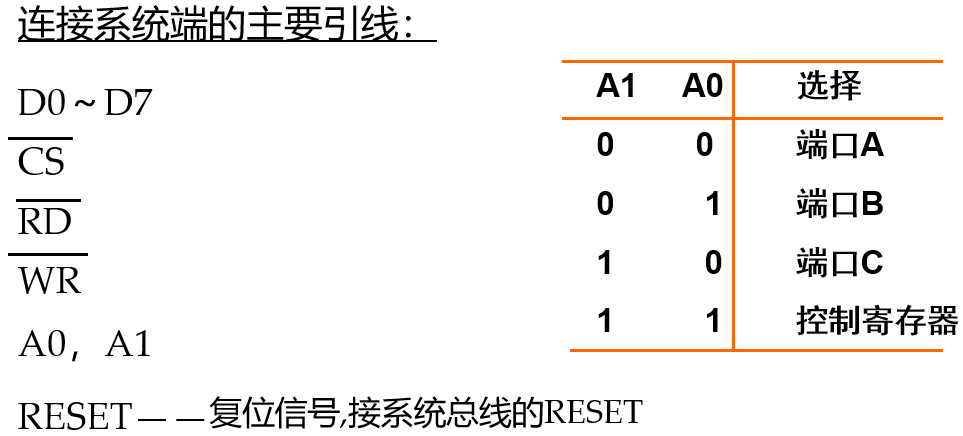 连接系统端的主要引线：
D0～D7
CS
RD
WR
A0，A1
RESET——复位信号,接系统总线的RESET
A1 A0 选择
0 0 端口A
0 1 端口B
1 0 端口C
1 1 控制寄存器